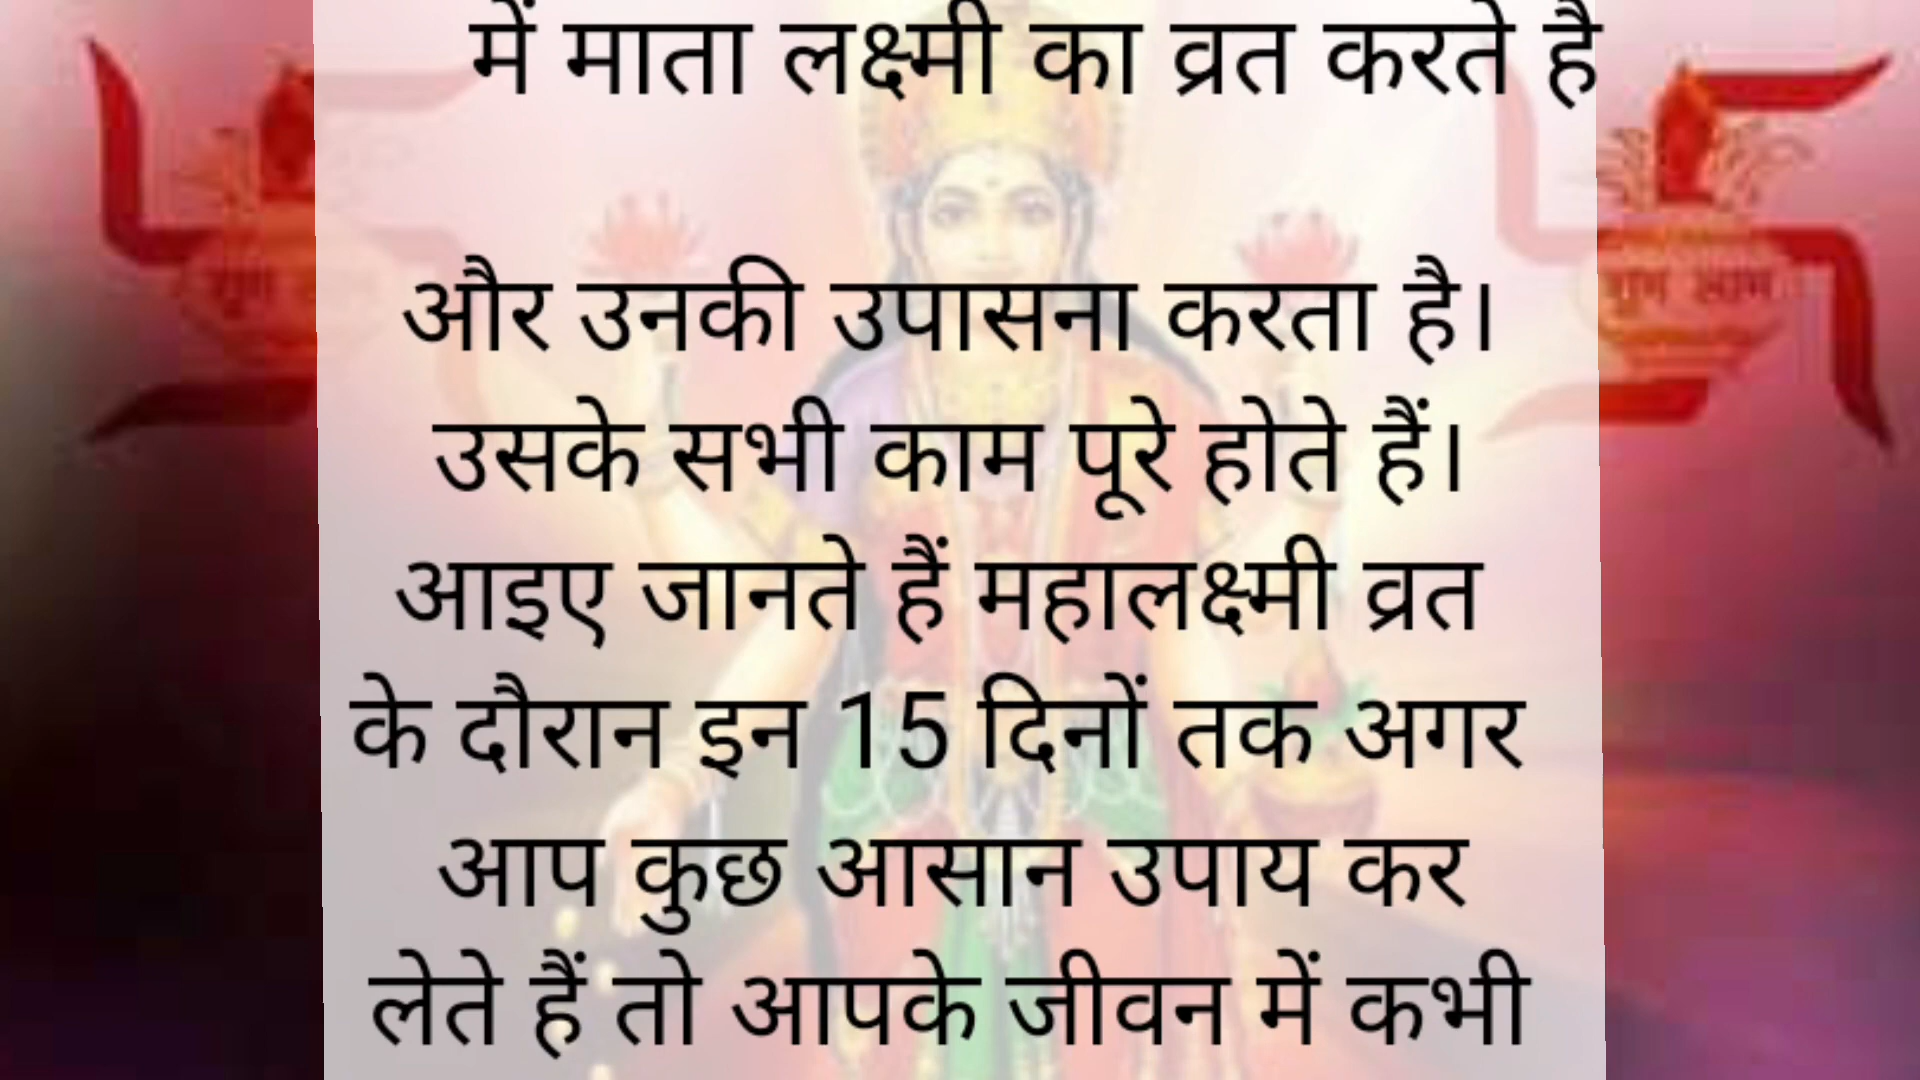 में माता लक्ष्मी का व्रत करते है
और उनकी उपासना करता है।
उसके सभी काम पूरे होते हैं।
आइए जानते हैं महालक्ष्मी व्रत
के दौरान इन 15 दिनों तक अगर
आप कुछ आसान उपाय कर
लेते हैं तो आपके जीवन में कभी